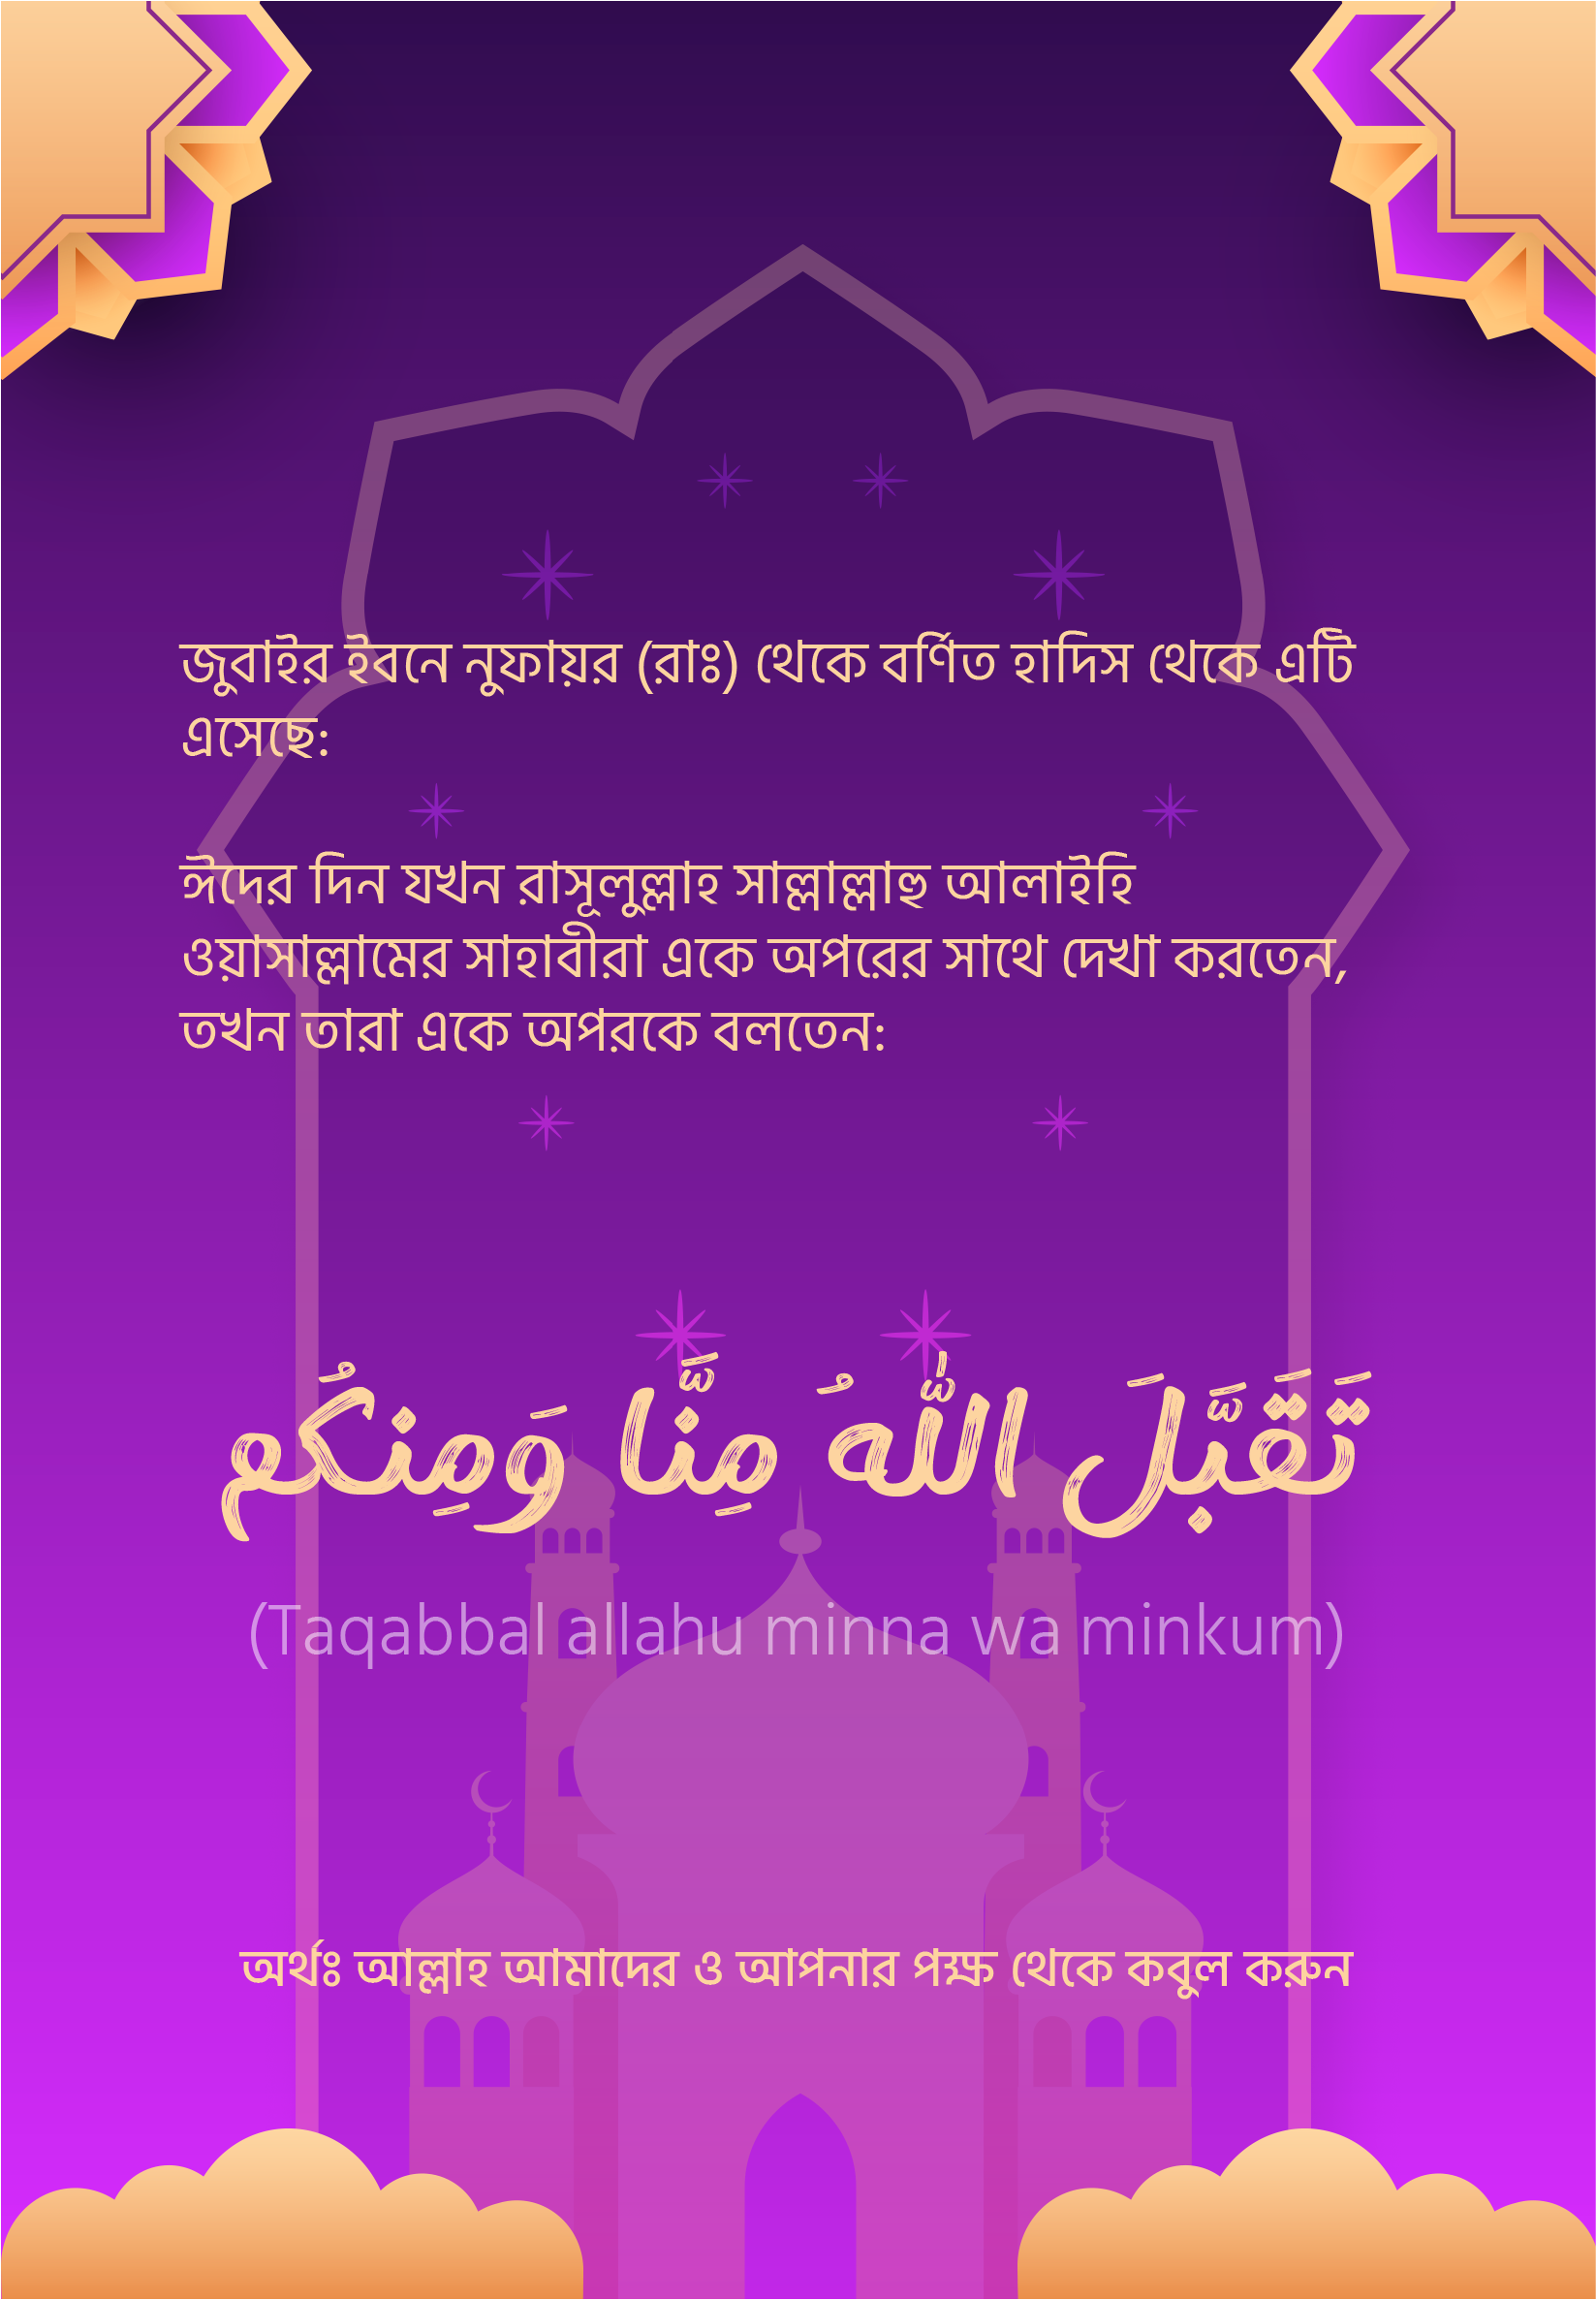 জুবাইর ইবনে নুফায়র (রাঃ) থেকে বর্ণিত হাদিস থেকে এটি
এসেছে:
ঈদের দিন যখন রাসূলুল্লাহ সাল্লাল্লাহু আলাইহি
ওয়াসাল্লামের সাহাবীরা একে অপরের সাথে দেখা করতেন,
তখন তারা একে অপরকে বলতেন:
تَقَبَّلَ اللّٰهُ مِنَّا وَمِنكُم
(Taqabbal allahu minna wa minkum)
অর্থঃ আল্লাহ আমাদের ও আপনার পক্ষ থেকে কবুল করুন